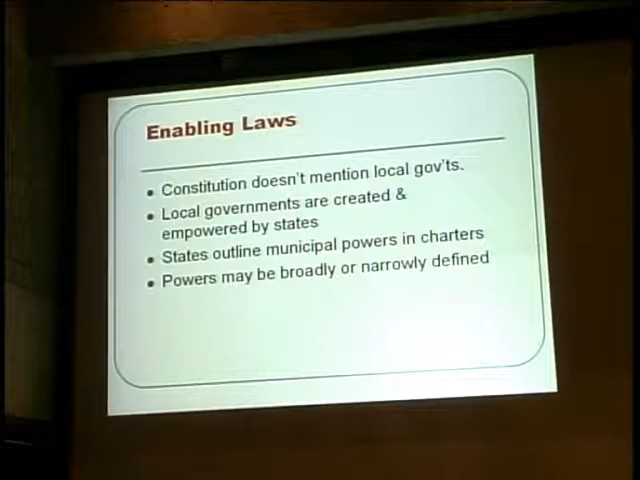 Enabling Laws
• Constitution doesn't mention local gov'ts.
• Local governments are created &
empowered by states
• States outline municipal powers in charters
• Powers may be broadly or narrowly defined